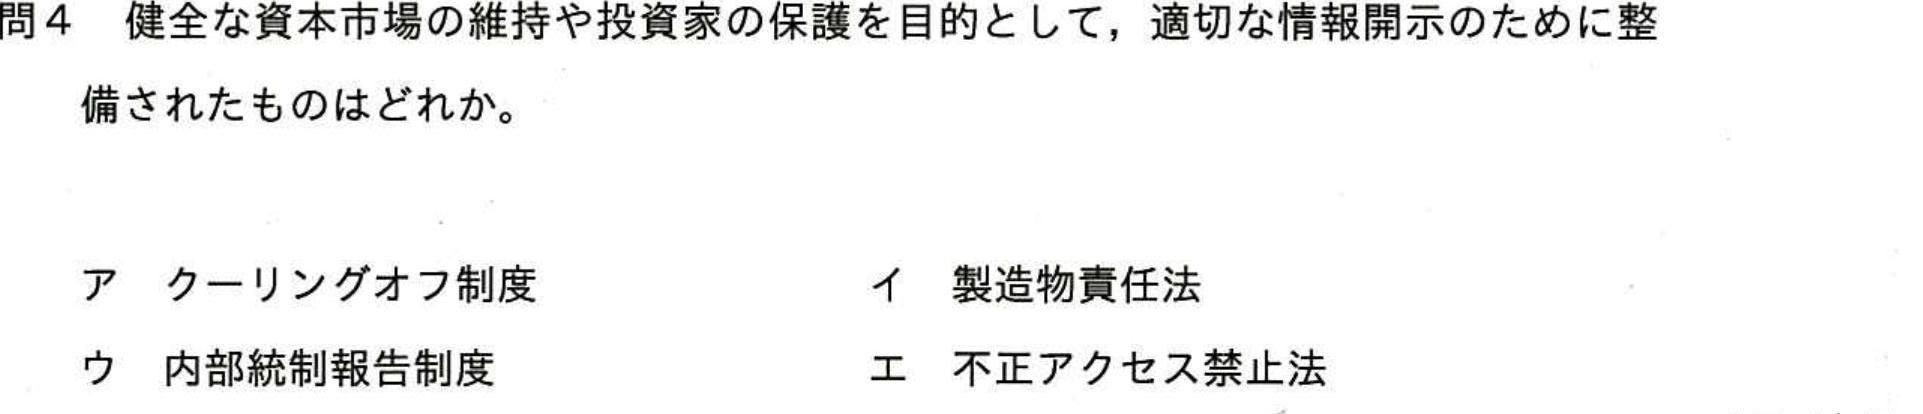 問４　健全な資本市場の維持や投資家の保護を目的として，適切な情報開示のために整
備されたものはどれか。
ア　クーリングオフ制度　イ　製造物責任法
ウ　内部統制報告制度　エ　不正アクセス禁止法